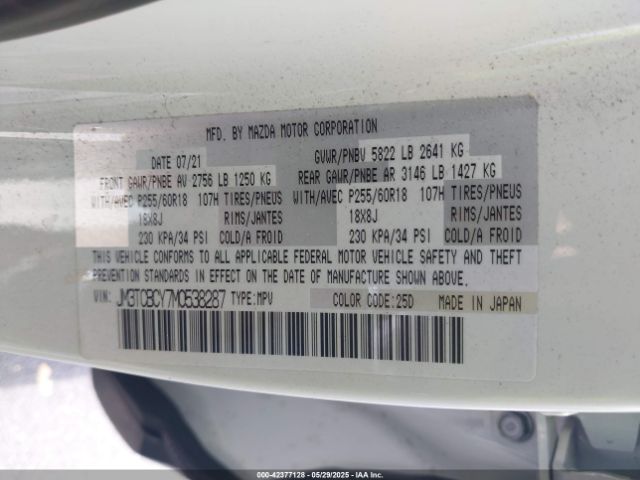 MFD. BY MAZDA MOTOR CORPORATION
DATE 07/21 GVWR/PNBV 5822 LB 2641 KG
FRONT GAWR/PNBE AV 2756 LB 1250 KG REAR GAWR/PNBE AR 3146 LB 1427 KG
WITH/AVEC P255/60R18 107H TIRES/PNEUS WITH/AVEC P255/60R18 107H TIRES/PNEUS
18X8J RIMS/JANTES 18X8J RIMS/JANTES
230 KPA/34 PSI COLD/A FROID 230 KPA/34 PSI COLD/A FROID
THIS VEHICLE CONFORMS TO ALL APPLICABLE FEDERAL MOTOR VEHICLE SAFETY AND THEFT
PREVENTION STANDARDS IN EFFECT ON THE DATE OF MANUFACTURE SHOWN ABOVE.
VIN: JM3TCBCY7M0538287 TYPE:MPV COLOR CODE:25D MADE IN JAPAN
000-42377128 - 05/29/2025 - IAAI.com